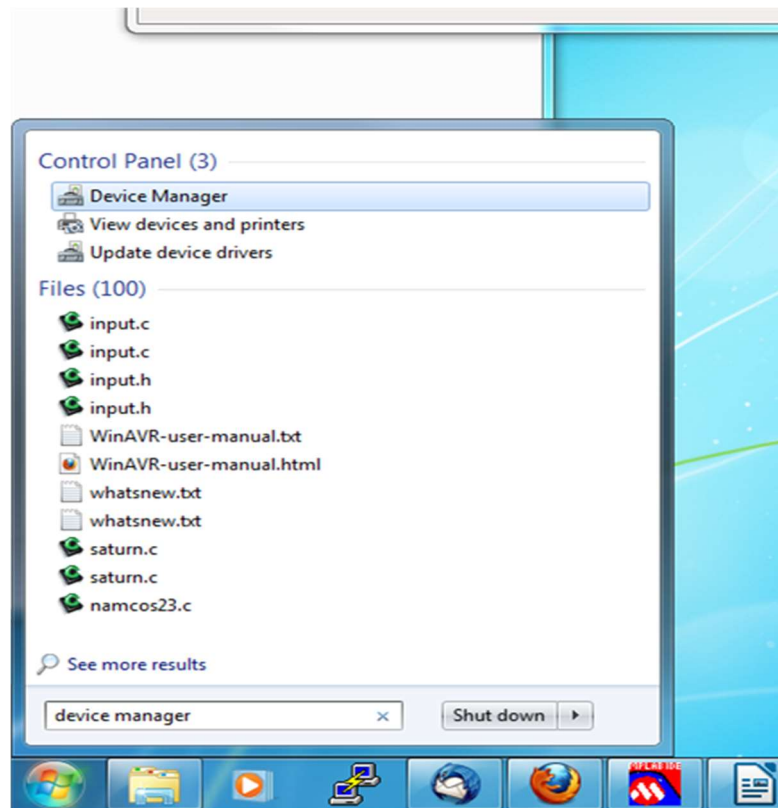 Control Panel (3)
Device Manager
View devices and printers
Update device drivers
Files (100)
input.c
input.c
input.h
input.h
WinAVR-user-manual.txt
WinAVR-user-manual.html
whatsnew.txt
whatsnew.txt
saturn.c
saturn.c
namcos23.c
See more results
device manager
Shut down
MPLAB IDE